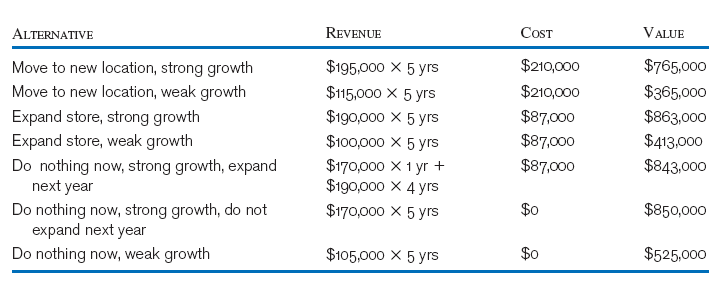 ALTERNATIVE REVENUE COST VALUE
Move to new location, strong growth $195,000 × 5 yrs $210,000 $765,000
Move to new location, weak growth $115,000 × 5 yrs $210,000 $365,000
Expand store, strong growth $190,000 × 5 yrs $87,000 $863,000
Expand store, weak growth $100,000 × 5 yrs $87,000 $413,000
Do nothing now, strong growth, expand $170,000 × 1 yr + $87,000 $843,000
next year $190,000 × 4 yrs
Do nothing now, strong growth, do not $170,000 × 5 yrs $0 $850,000
expand next year
Do nothing now, weak growth $105,000 × 5 yrs $0 $525,000